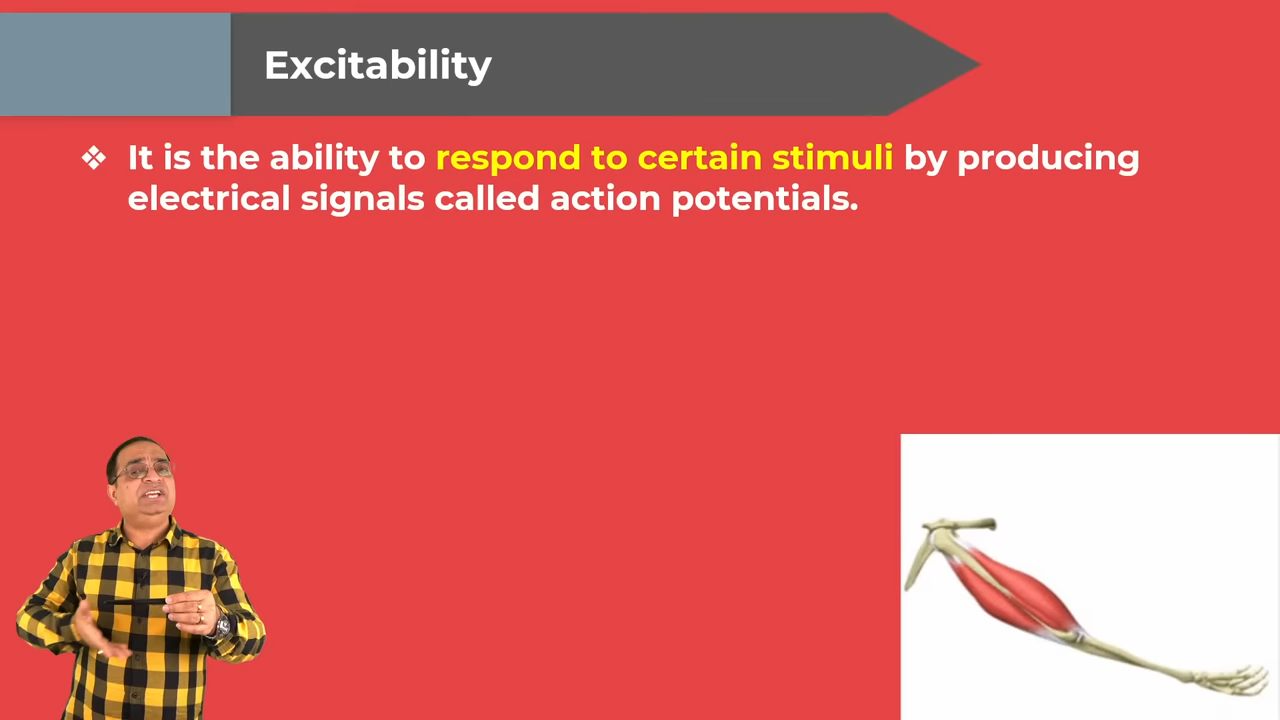 Excitability
❖ It is the ability to respond to certain stimuli by producing
electrical signals called action potentials.